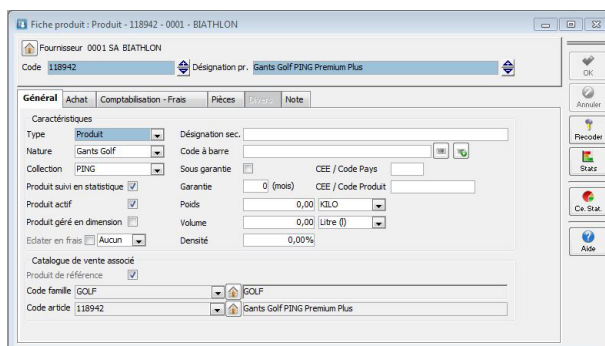 Fiche produit : Produit - 118942 - 0001 - BIATHLON
Fournisseur 0001 SA BIATHLON
Code 118942 Désignation pr. Gants Golf PING Premium Plus
OK
Annuler
Recoder
Stats
Ce. Stat.
Aide
Général Achat Comptabilisation - Frais Pièces Divers Note
Caractéristiques
Type Produit Désignation sec.
Nature Gants Golf Code à barre
Collection PING Sous garantie CEE / Code Pays
Produit suivi en statistique Garantie 0 (mois) CEE / Code Produit
Produit actif Poids 0,00 KILO
Produit géré en dimension Volume 0,00 Litre (l)
Eclater en frais Aucun Densité 0,00%
Catalogue de vente associé
Produit de référence
Code famille GOLF GOLF
Code article 118942 Gants Golf PING Premium Plus